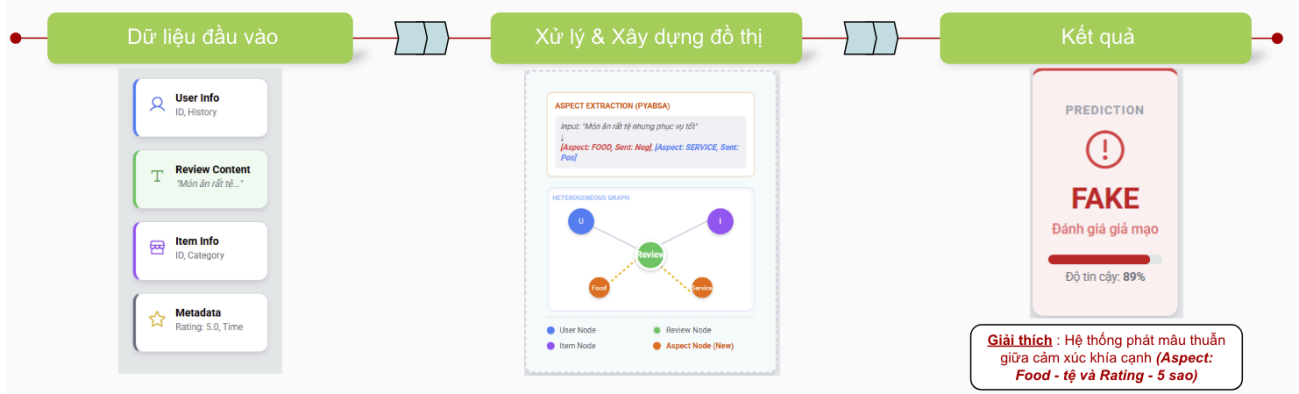 Dữ liệu đầu vào
Xử lý & Xây dựng đồ thị
Kết quả
User Info
ID, History
Review Content
"Món ăn rất tệ..."
Item Info
ID, Category
Metadata
Rating: 5.0, Time
ASPECT EXTRACTION (PYABSA)
Input: "Món ăn rất tệ nhưng phục vụ tốt"
↓
[Aspect: FOOD, Sent: Neg], [Aspect: SERVICE, Sent:
Pos]
HETEROGENEOUS GRAPH
U
I
Review
Food
Service
User Node
Review Node
Item Node
Aspect Node (New)
PREDICTION
FAKE
Đánh giá giả mạo
Độ tin cậy: 89%
Giải thích : Hệ thống phát mâu thuẫn
giữa cảm xúc khía cạnh (Aspect:
Food - tệ và Rating - 5 sao)